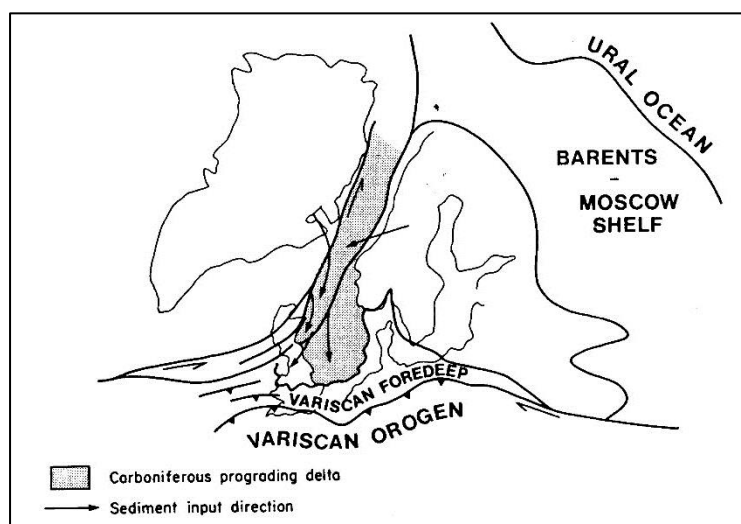 URAL OCEAN
BARENTS
-
MOSCOW
SHELF
VARISCAN FOREDEEP
VARISCAN OROGEN
Carboniferous prograding delta
Sediment input direction